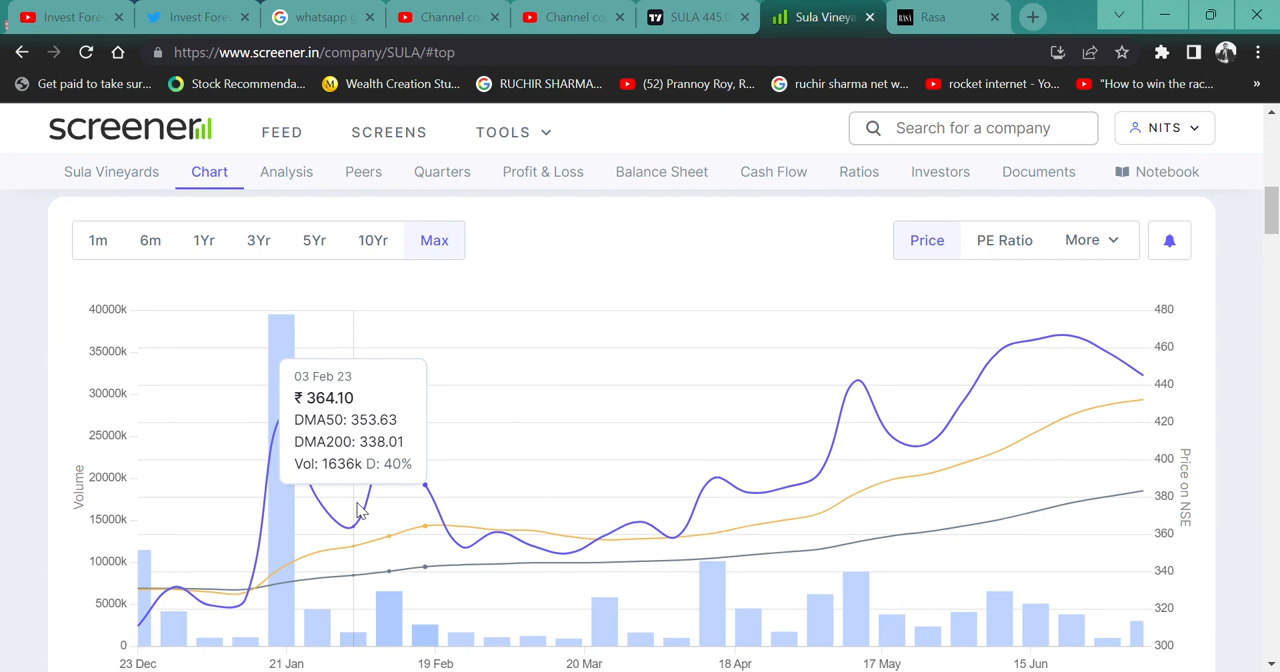 Invest Fore
Invest Fore
whatsapp g
Channel co
Channel co
SULA 445.0
Sula Vineya
RASA
Rasa
https://www.screener.in/company/SULA/#top
Get paid to take sur...
Stock Recommenda...
M
Wealth Creation Stu...
RUCHIR SHARMA...
(52) Prannoy Roy, R...
ruchir sharma net w...
rocket internet - Yo...
"How to win the rac...
»
screener
FEED
SCREENS
TOOLS
Search for a company
NITS
Sula Vineyards
Chart
Analysis
Peers
Quarters
Profit & Loss
Balance Sheet
Cash Flow
Ratios
Investors
Documents
Notebook
1m
6m
1Yr
3Yr
5Yr
10Yr
Max
Price
PE Ratio
More
40000k
35000k
30000k
25000k
20000k
15000k
10000k
5000k
0
Volume
03 Feb 23
₹ 364.10
DMA50: 353.63
DMA200: 338.01
Vol: 1636k D: 40%
480
460
440
420
400
380
360
340
320
300
Price on NSE
23 Dec
21 Jan
19 Feb
20 Mar
18 Apr
17 May
15 Jun